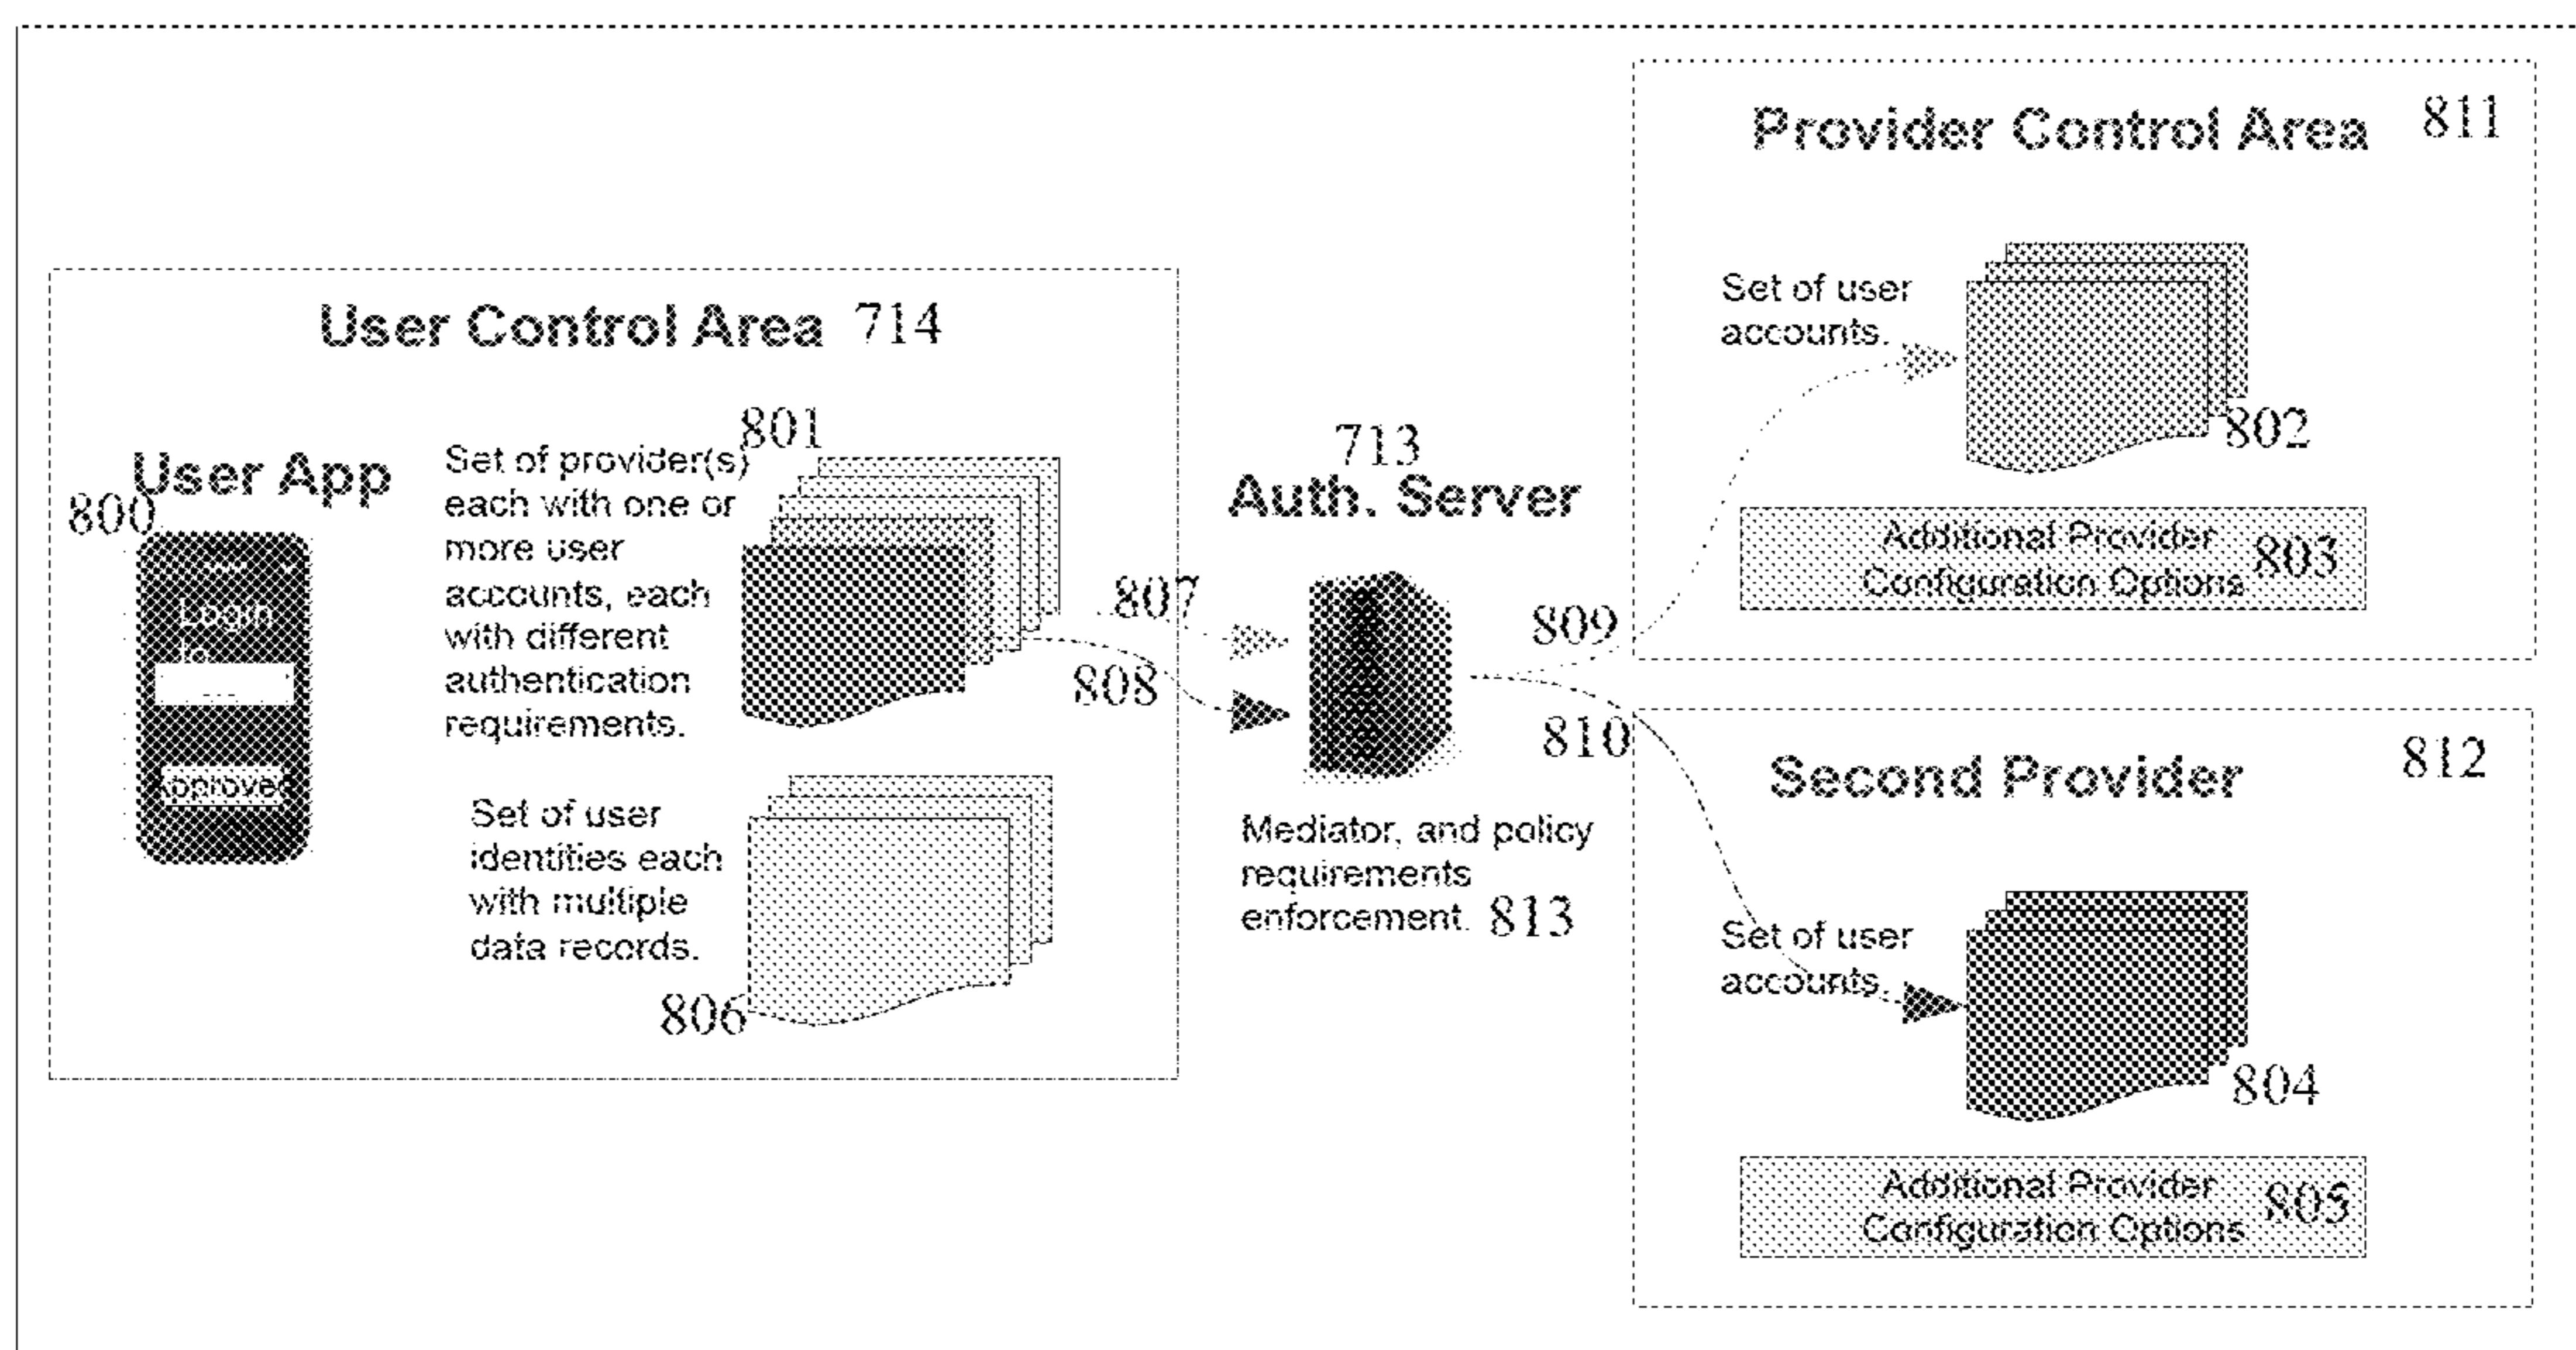 Provider Control Area 811
Set of user
accounts.
802
Additional Provider
Configuration Options 803
User Control Area 714
User App
800
Login
Set of provider(s)
each with one or
more user
accounts, each
with different
authentication
requirements.
801
Set of user
identities each
with multiple
data records.
806
807
808
713
Auth. Server
Mediator, and policy
requirements
enforcement. 813
809
810
Second Provider 812
Set of user
accounts.
804
Additional Provider
Configuration Options 805